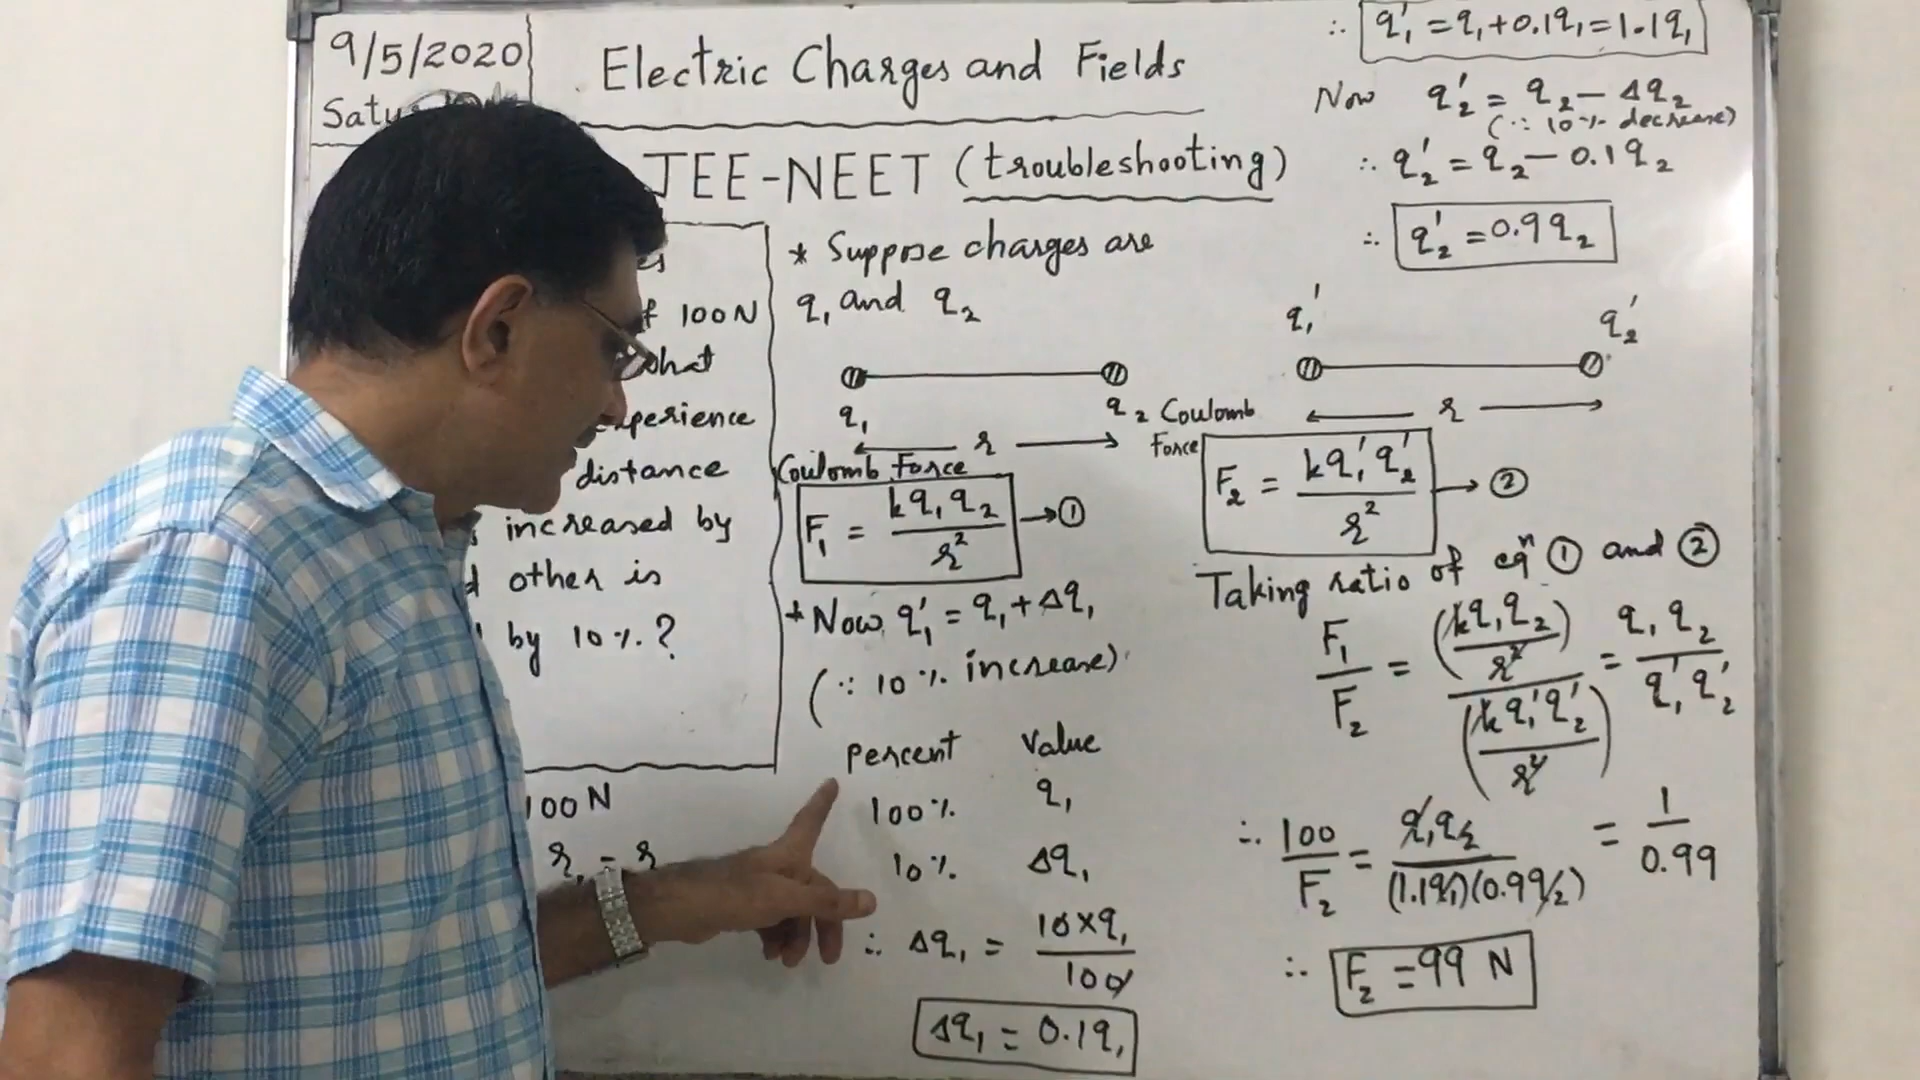 9/5/2020
Electric Charges and Fields
JEE-NEET (troubleshooting)
of 100 N
distance
increased by
other is
by 10%?
100 N
r₁ = r
* Suppose charges are
q₁ and q₂
q₁ q₂
r
Coulomb Force
F₁ = kq₁q₂/r² → ①
* Now q₁' = q₁ + Δq₁
(∵ 10% increase)
percent Value
100% q₁
10% Δq₁
∴ Δq₁ = 10×q₁/100
Δq₁ = 0.1q₁
∴ q₁' = q₁ + 0.1q₁ = 1.1q₁
Now q₂' = q₂ − Δq₂
(∵ 10% decrease)
∴ q₂' = q₂ − 0.1q₂
∴ q₂' = 0.9q₂
q₁' q₂'
r
Coulomb
Force
F₂ = kq₁'q₂'/r² → ②
Taking ratio of eqⁿ ① and ②
F₁/F₂ = (kq₁q₂/r²)/(kq₁'q₂'/r²) = q₁q₂/q₁'q₂'
∴ 100/F₂ = q₁q₂/(1.1q₁)(0.9q₂) = 1/0.99
∴ F₂ = 99 N